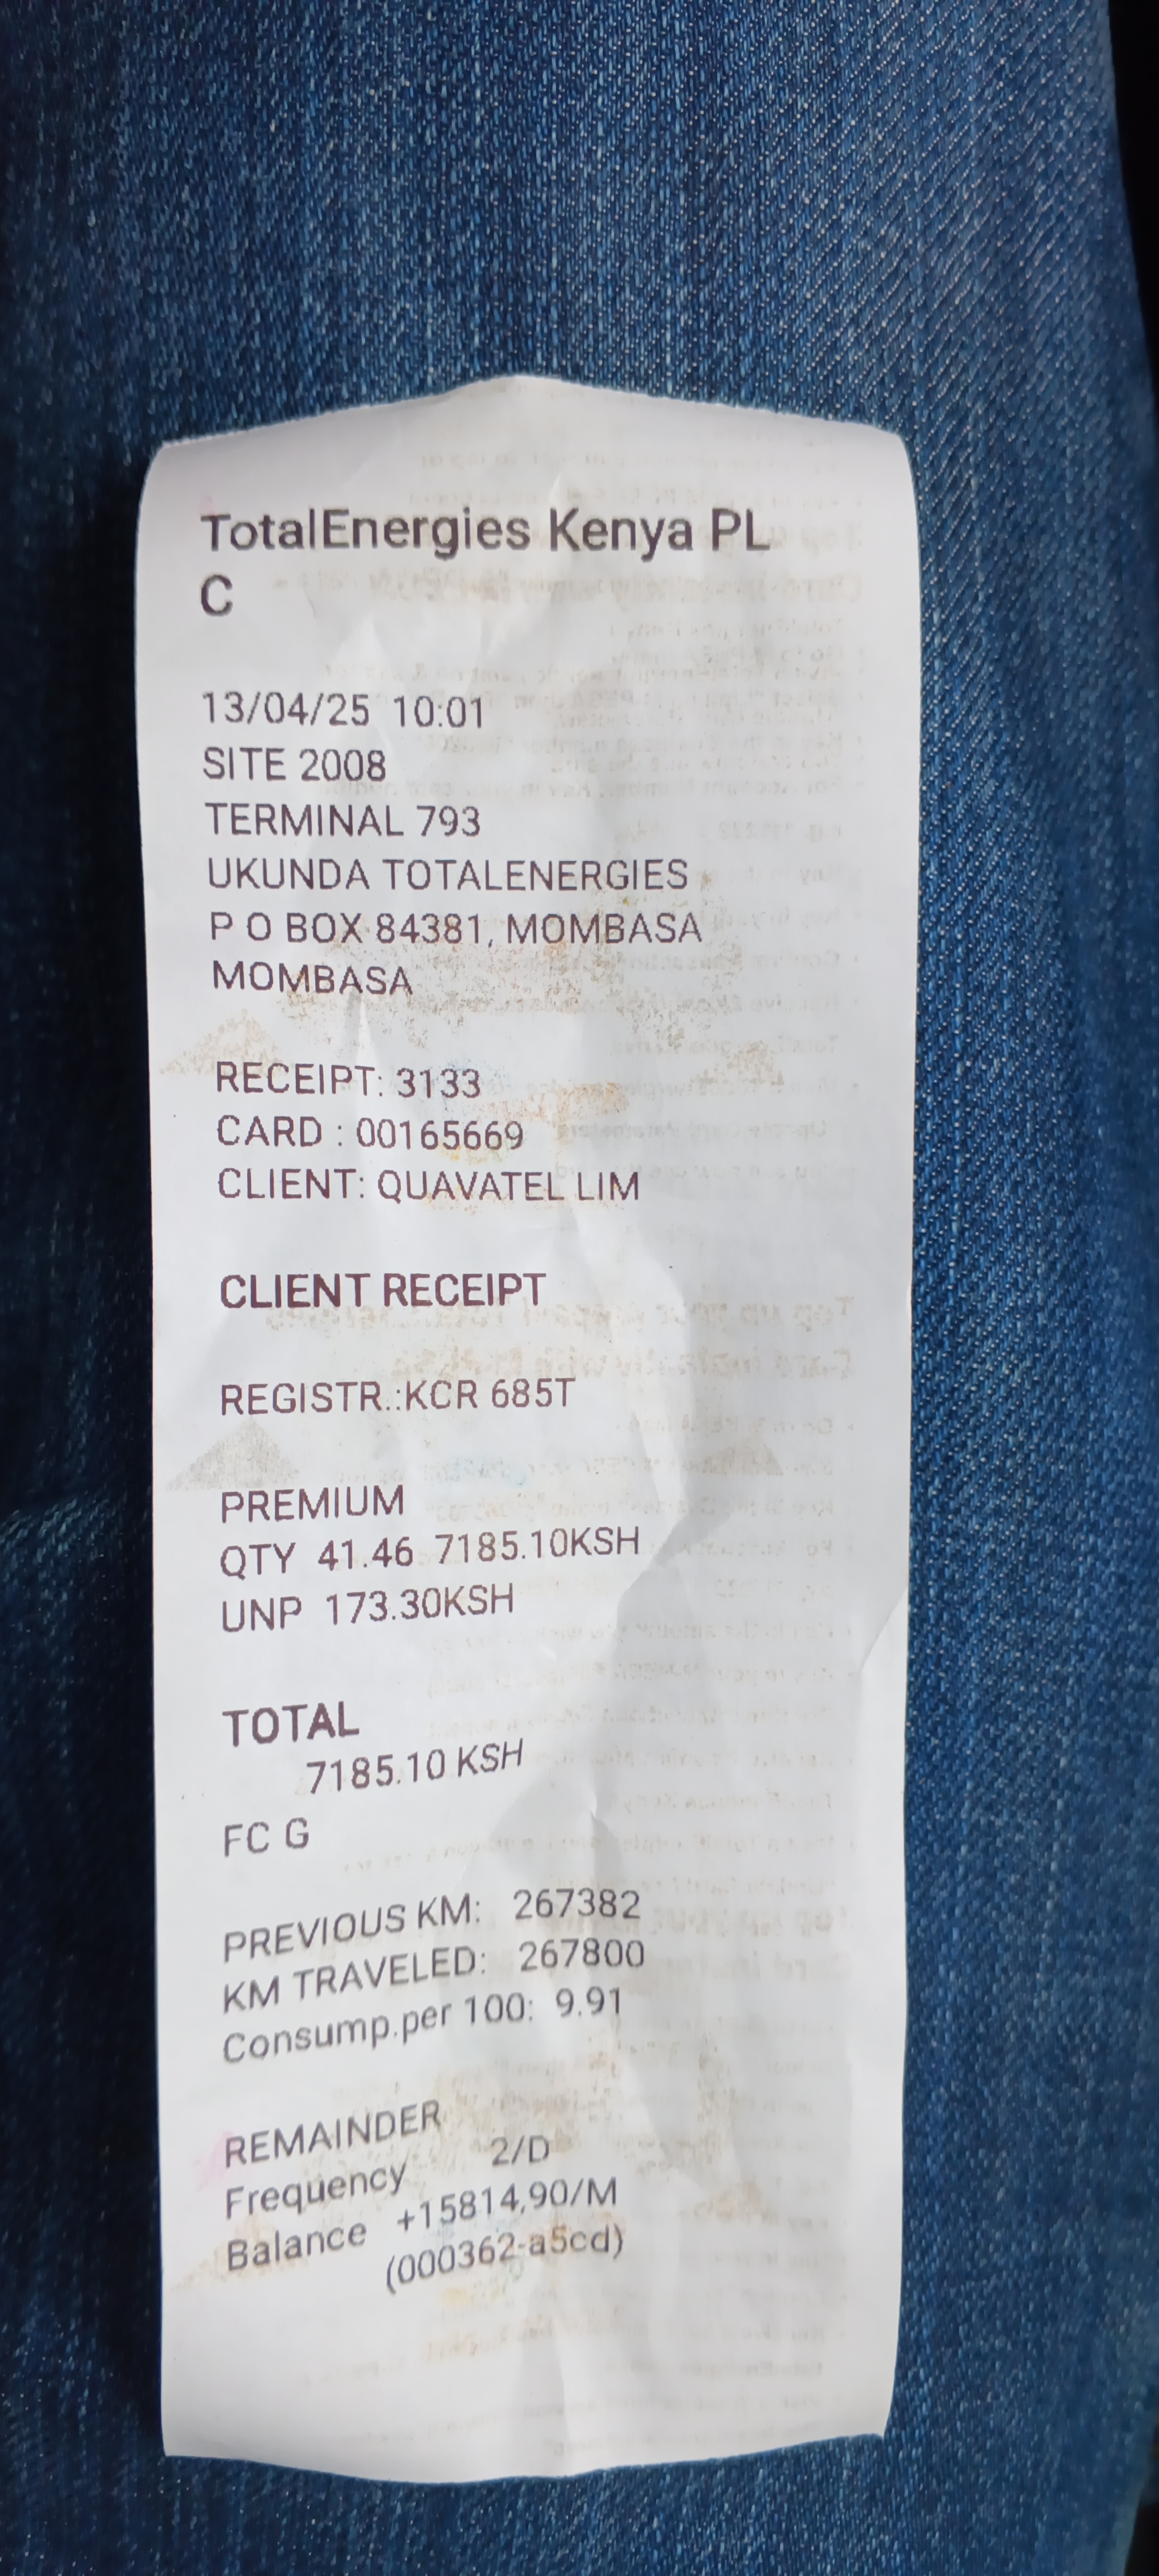 TotalEnergies Kenya PL
C
13/04/25 10:01
SITE 2008
TERMINAL 793
UKUNDA TOTALENERGIES
P O BOX 84381, MOMBASA
MOMBASA
RECEIPT: 3133
CARD : 00165669
CLIENT: QUAVATEL LIM
CLIENT RECEIPT
REGISTR.:KCR 685T
PREMIUM
QTY 41.46 7185.10KSH
UNP 173.30KSH
TOTAL
7185.10 KSH
FC G
PREVIOUS KM: 267382
KM TRAVELED: 267800
Consump.per 100: 9.91
REMAINDER
Frequency 2/D
Balance +15814,90/M
(000362-a5cd)